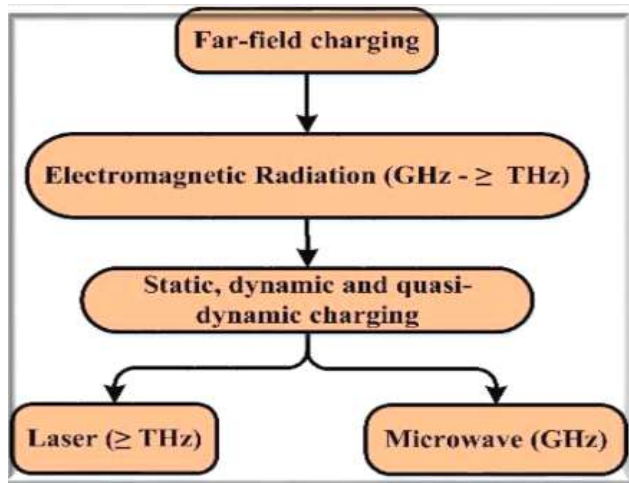 Far-field charging
Electromagnetic Radiation (GHz - ≥ THz)
Static, dynamic and quasi-
dynamic charging
Laser (≥ THz)
Microwave (GHz)